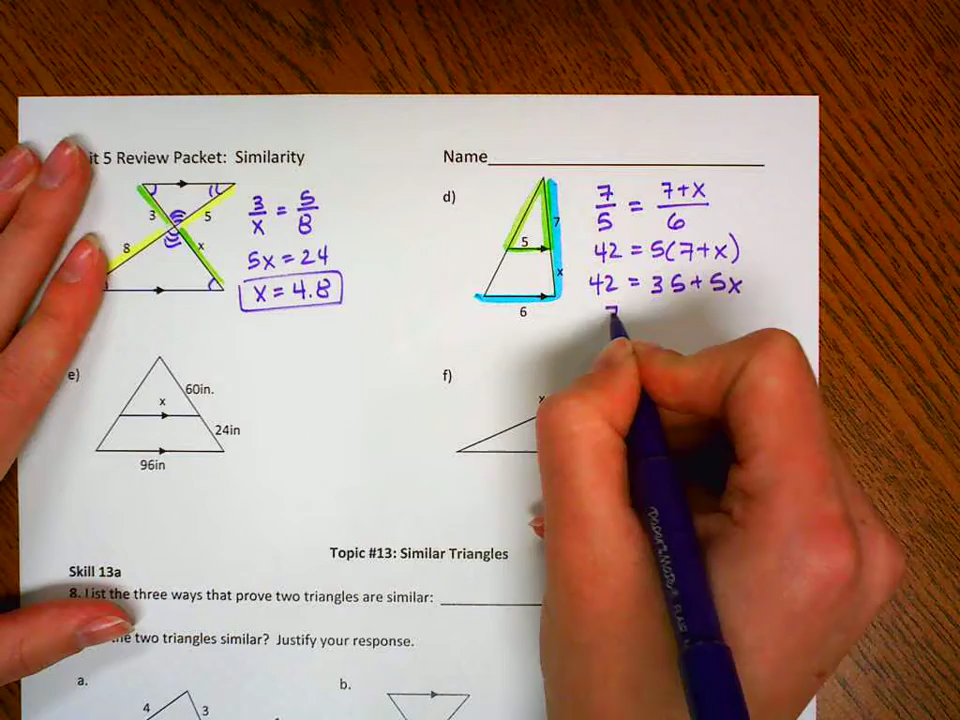 it 5 Review Packet: Similarity
Name
3 5 8 x
3/x = 5/8
5x = 24
x = 4.8
d)
7
5
x
6
7/5 = 7+x/6
42 = 5(7+x)
42 = 35+5x
7
e)
60in.
x
24in
96in
f)
x
Topic #13: Similar Triangles
Skill 13a
8. List the three ways that prove two triangles are similar:
the two triangles similar? Justify your response.
a.
4 3
b.